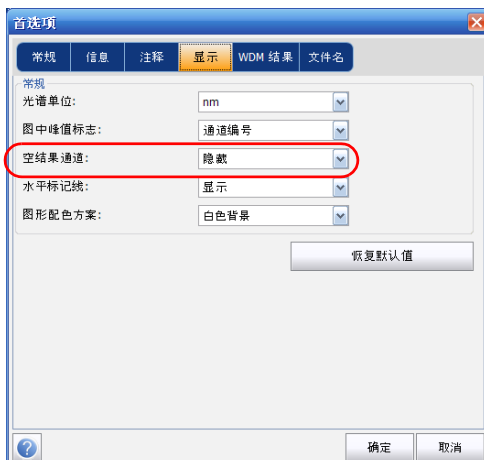 首选项
常规 信息 注释 显示 WDM 结果 文件名
常规
光谱单位: nm
图中峰值标志: 通道编号
空结果通道: 隐藏
水平标记线: 显示
图形配色方案: 白色背景
恢复默认值
? 确定 取消